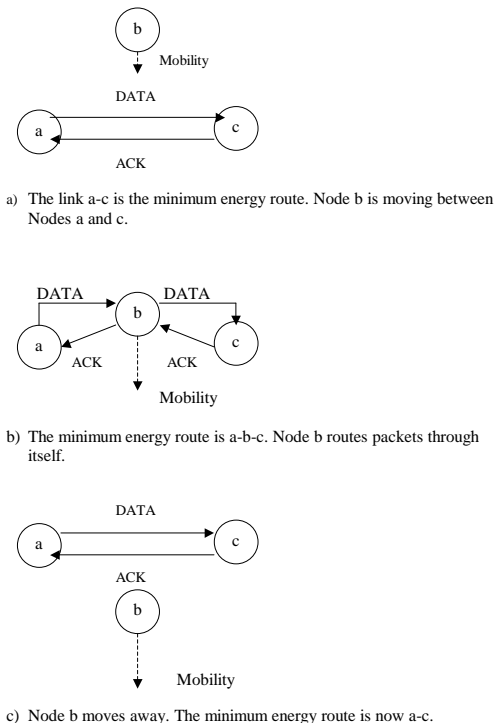 b
Mobility
DATA
a
c
ACK
a) The link a-c is the minimum energy route. Node b is moving between
Nodes a and c.
DATA
DATA
b
a
c
ACK
ACK
Mobility
b) The minimum energy route is a-b-c. Node b routes packets through
itself.
DATA
a
c
ACK
b
Mobility
c) Node b moves away. The minimum energy route is now a-c.